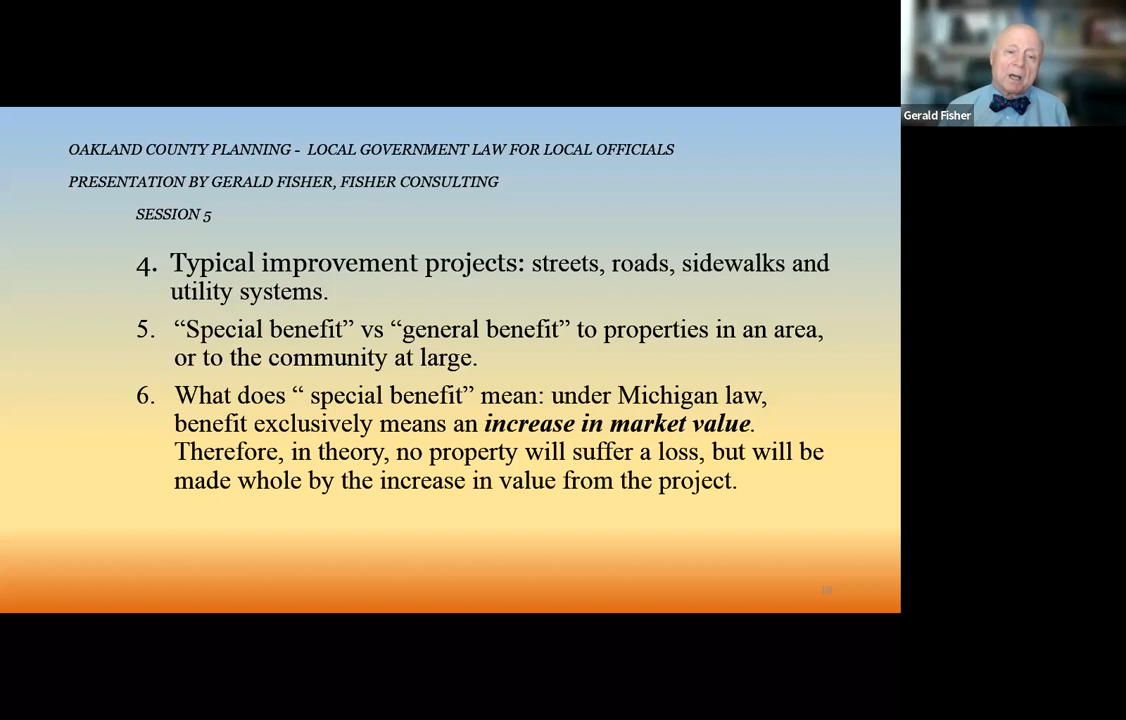 Gerald Fisher
OAKLAND COUNTY PLANNING - LOCAL GOVERNMENT LAW FOR LOCAL OFFICIALS
PRESENTATION BY GERALD FISHER, FISHER CONSULTING
SESSION 5
4. Typical improvement projects: streets, roads, sidewalks and
utility systems.
5. “Special benefit” vs “general benefit” to properties in an area,
or to the community at large.
6. What does “ special benefit” mean: under Michigan law,
benefit exclusively means an increase in market value.
Therefore, in theory, no property will suffer a loss, but will be
made whole by the increase in value from the project.